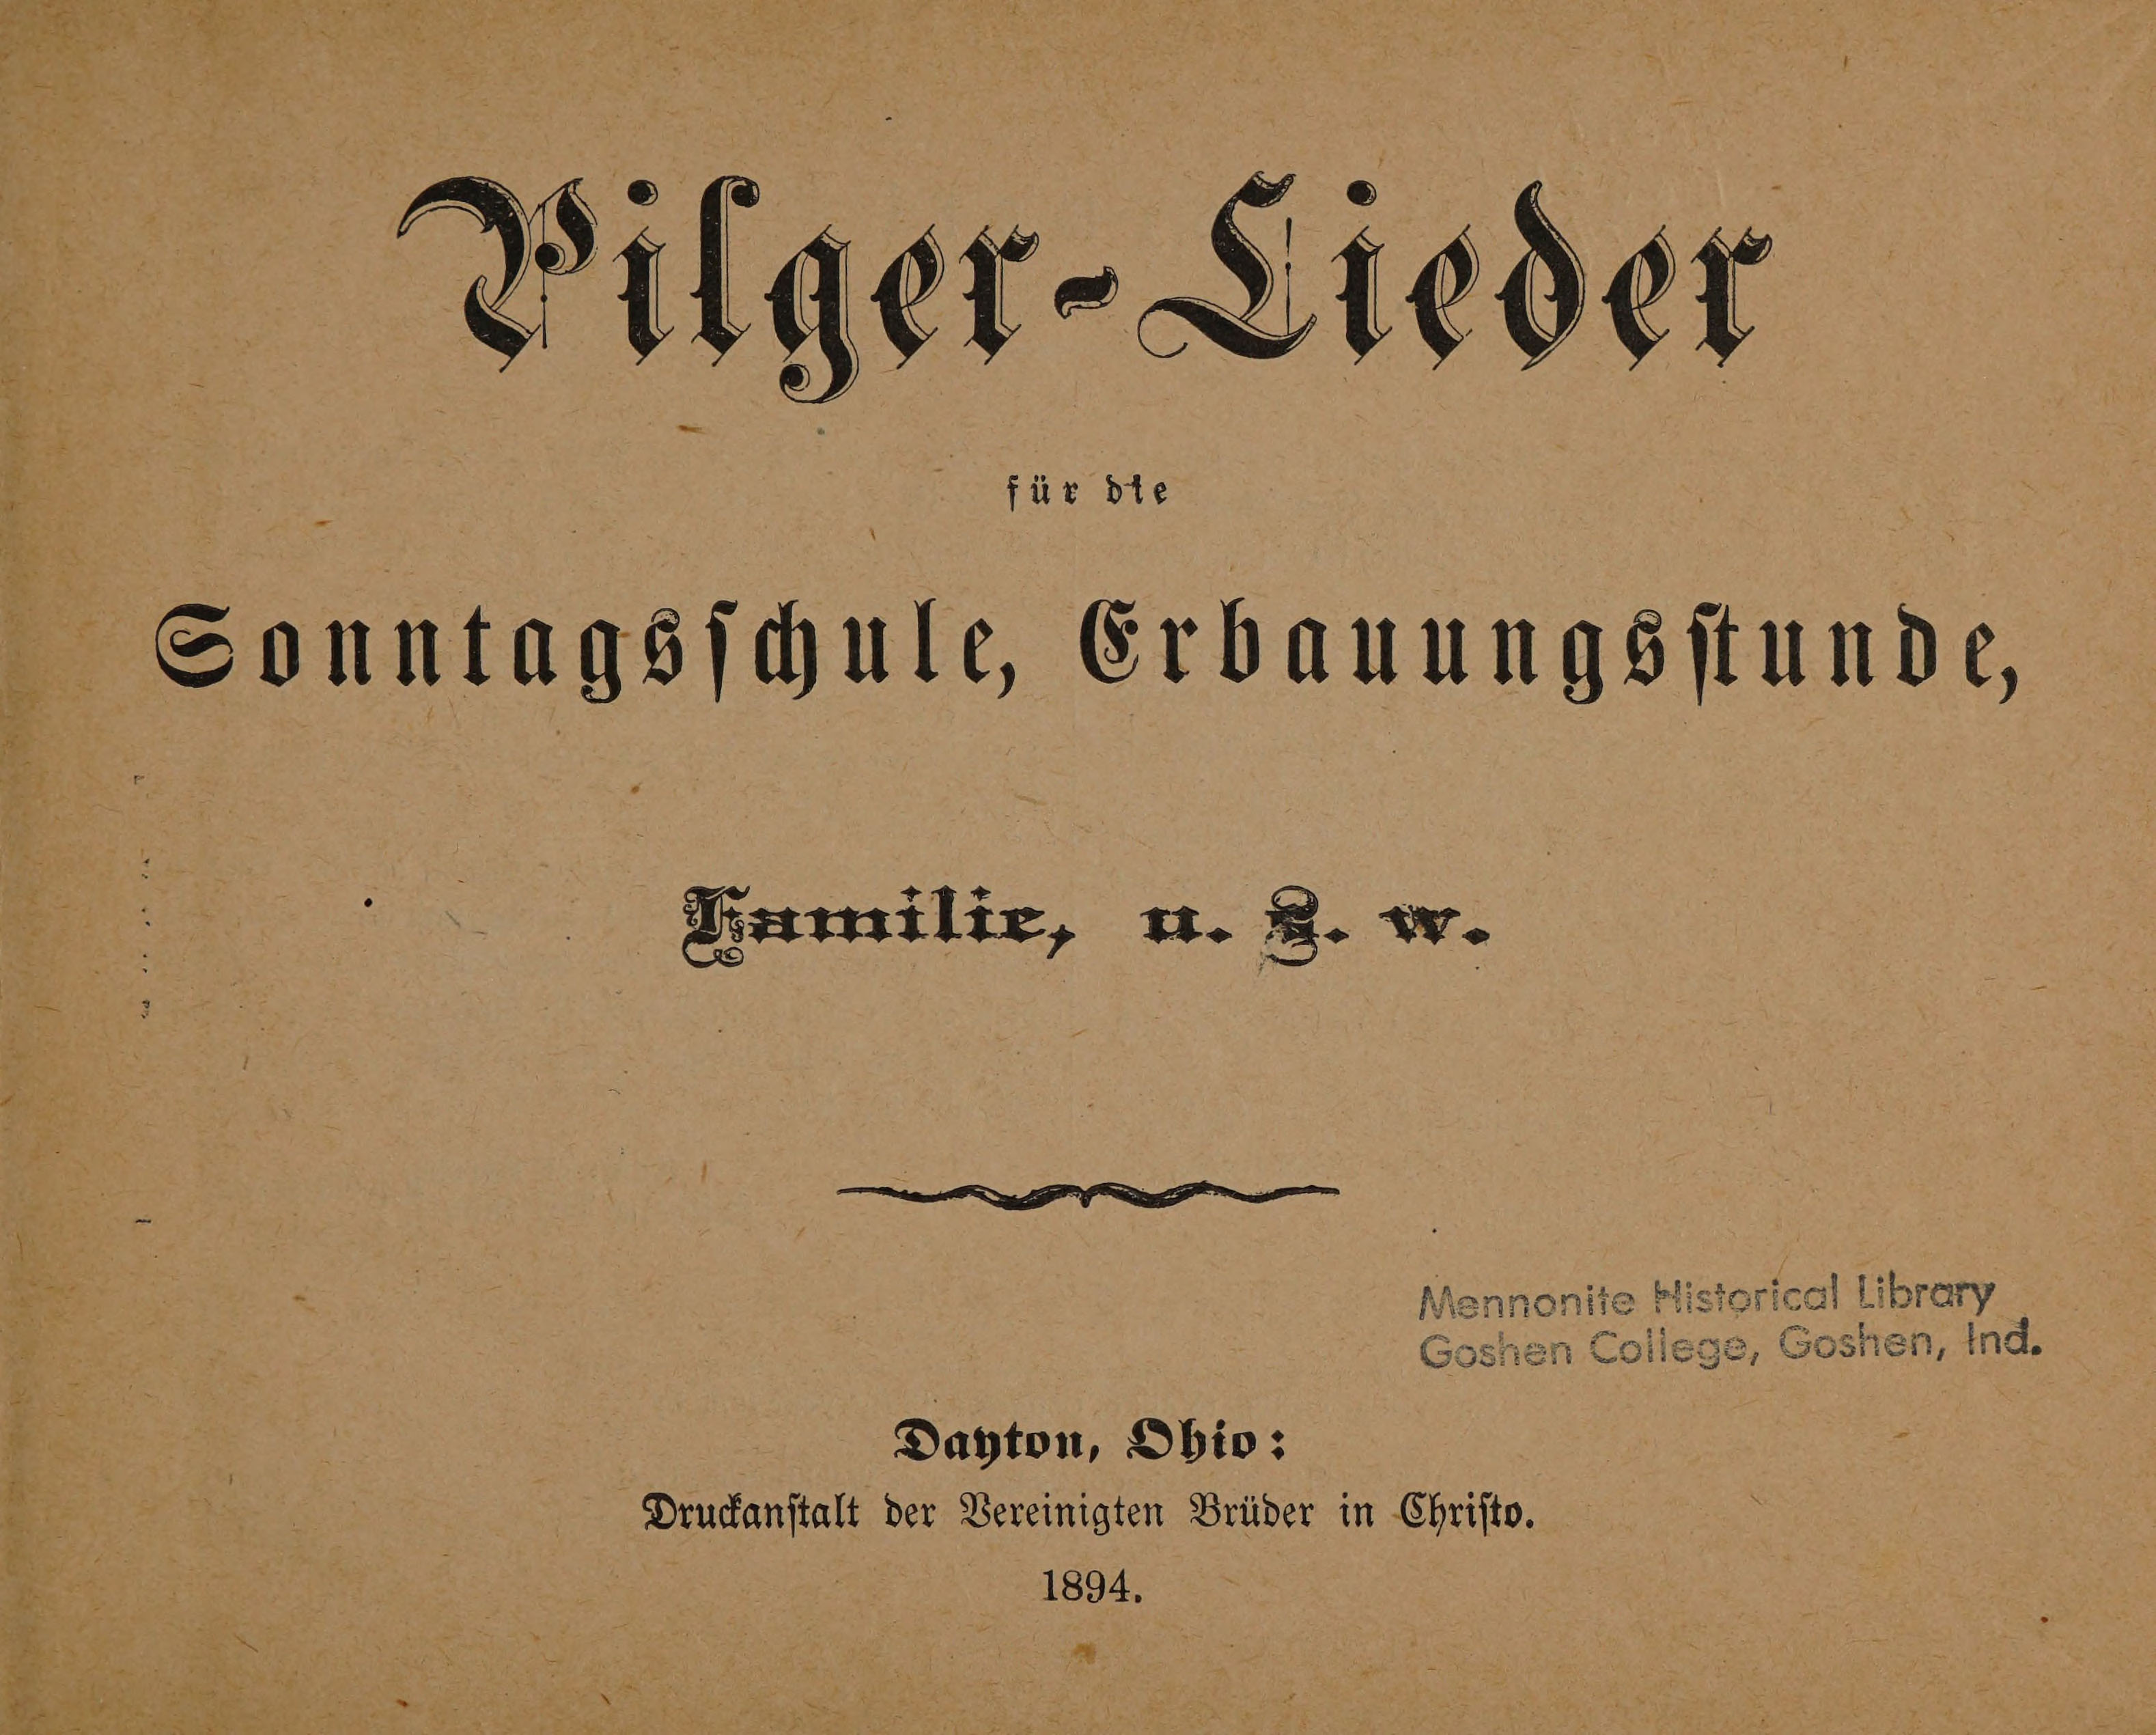 Pilger-Lieder
für die
Sonntagsschule, Erbauungsstunde,
Familie, u. s. w.
Mennonite Historical Library
Goshen College, Goshen, Ind.
Dayton, Ohio:
Druckanstalt der Vereinigten Brüder in Christo.
1894.